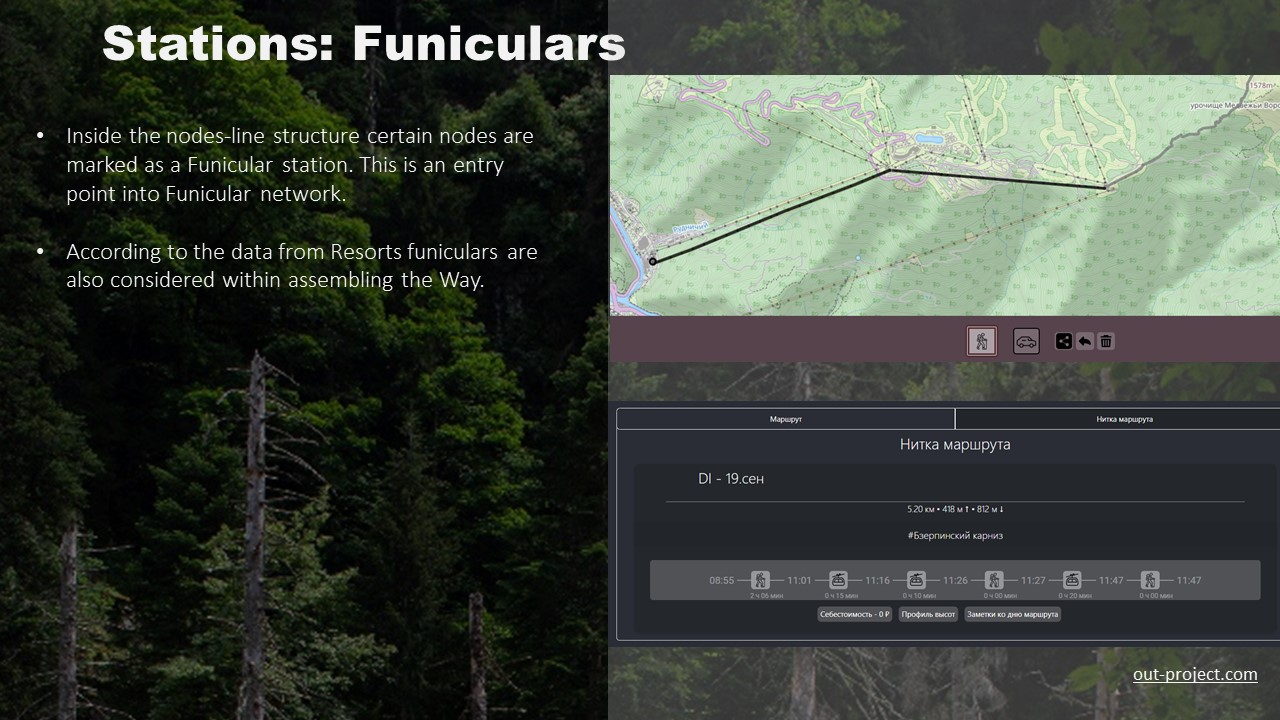 Stations: Funiculars
• Inside the nodes-line structure certain nodes are
marked as a Funicular station. This is an entry
point into Funicular network.
• According to the data from Resorts funiculars are
also considered within assembling the Way.
1578m
урочище Медвежьи Воро
Рудничн
Маршрут
Нитка маршрута
Нитка маршрута
DI - 19.сен
5.20 км • 418 м ↑ • 812 м ↓
#Бзерпинский карниз
08:55 11:01 11:16 11:26 11:27 11:47 11:47
2 ч 06 мин 0 ч 15 мин 0 ч 10 мин 0 ч 00 мин 0 ч 20 мин 0 ч 00 мин
Себестоимость - 0 ₽ Профиль высот Заметки ко дню маршрута
out-project.com